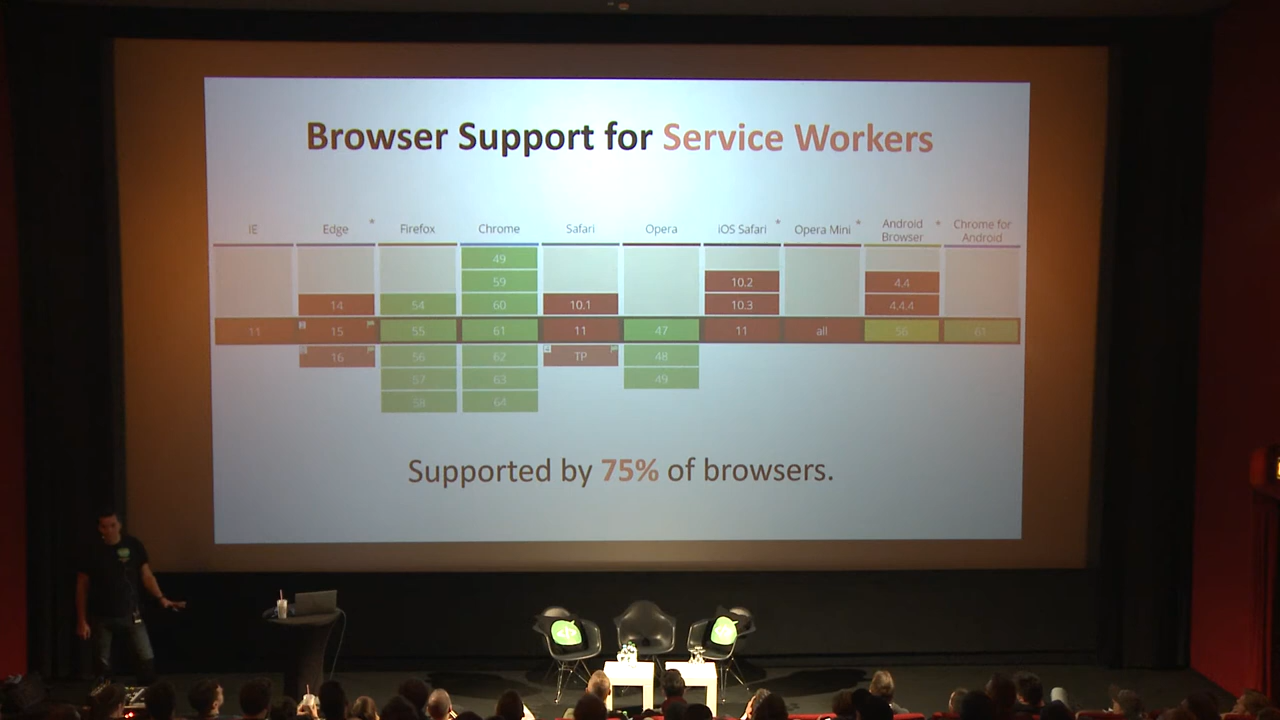 Browser Support for Service Workers
IE Edge * Firefox Chrome Safari Opera iOS Safari * Opera Mini * Android Browser * Chrome for Android
49
59 10.2 4.4
14 54 60 10.1 10.3 4.4.4
11 15 55 61 11 47 11 all 56 61
16 56 62 TP 48
57 63 49
58 64
Supported by 75% of browsers.